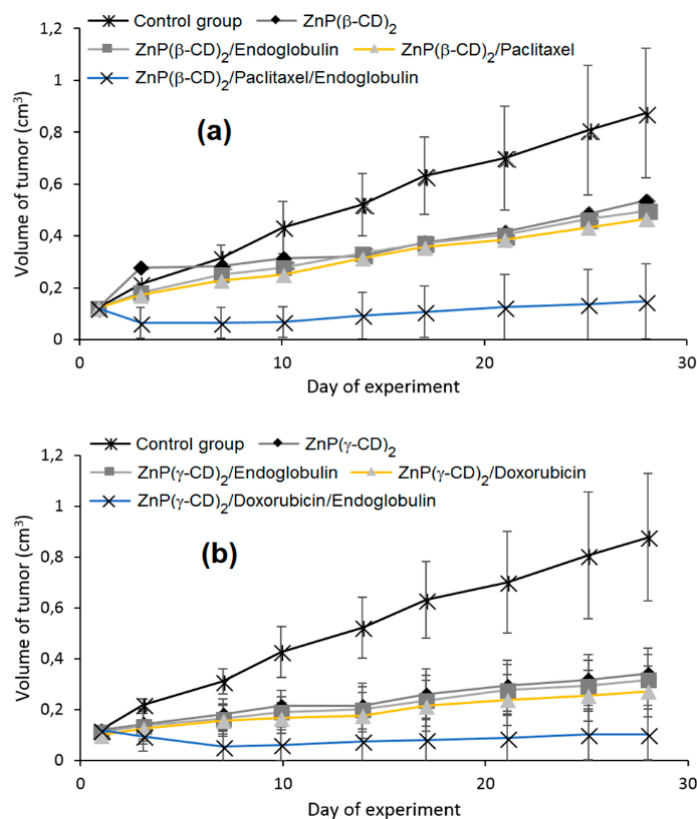 Control group ZnP(β-CD)₂
ZnP(β-CD)₂/Endoglobulin ZnP(β-CD)₂/Paclitaxel
ZnP(β-CD)₂/Paclitaxel/Endoglobulin
(a)
Volume of tumor (cm³)
1,2
1
0,8
0,6
0,4
0,2
0
0 10 20 30
Day of experiment
Control group ZnP(γ-CD)₂
ZnP(γ-CD)₂/Endoglobulin ZnP(γ-CD)₂/Doxorubicin
ZnP(γ-CD)₂/Doxorubicin/Endoglobulin
(b)
Volume of tumor (cm³)
1,2
1
0,8
0,6
0,4
0,2
0
0 10 20 30
Day of experiment